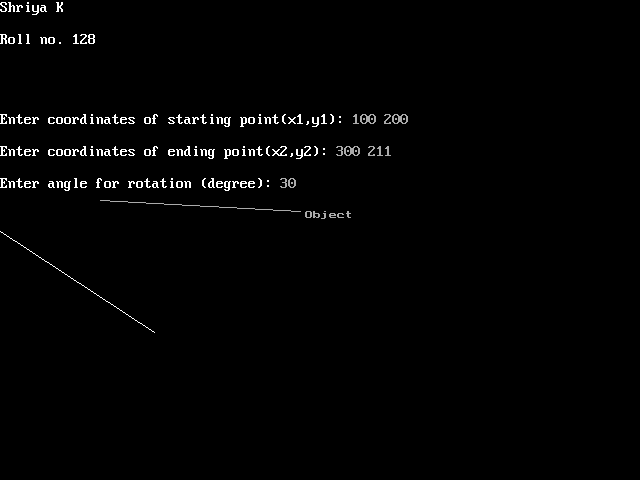 Shriya K
Roll no. 128
Enter coordinates of starting point(x1,y1): 100 200
Enter coordinates of ending point(x2,y2): 300 211
Enter angle for rotation (degree): 30
Object